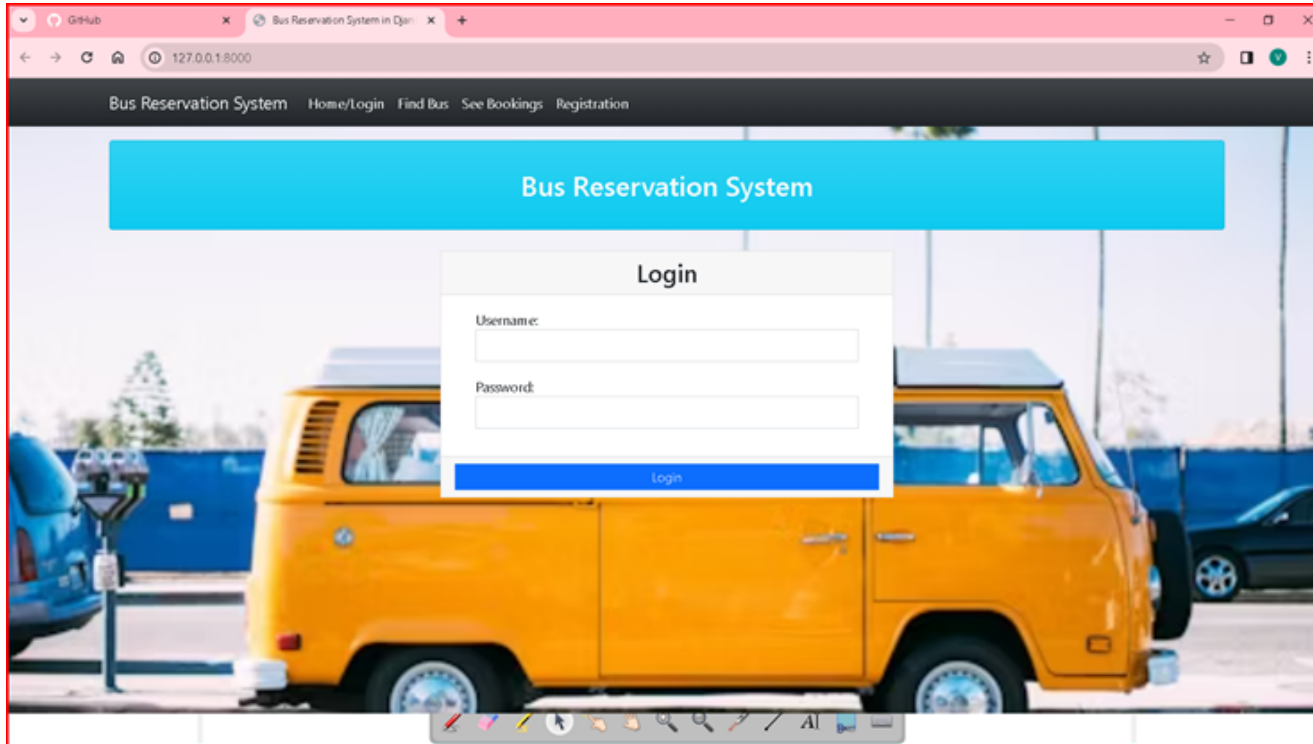 GitHub
Bus Reservation System in Djan
127.0.0.1:8000
V
Bus Reservation System Home/Login Find Bus See Bookings Registration
Bus Reservation System
Login
Username:
Password:
Login
A